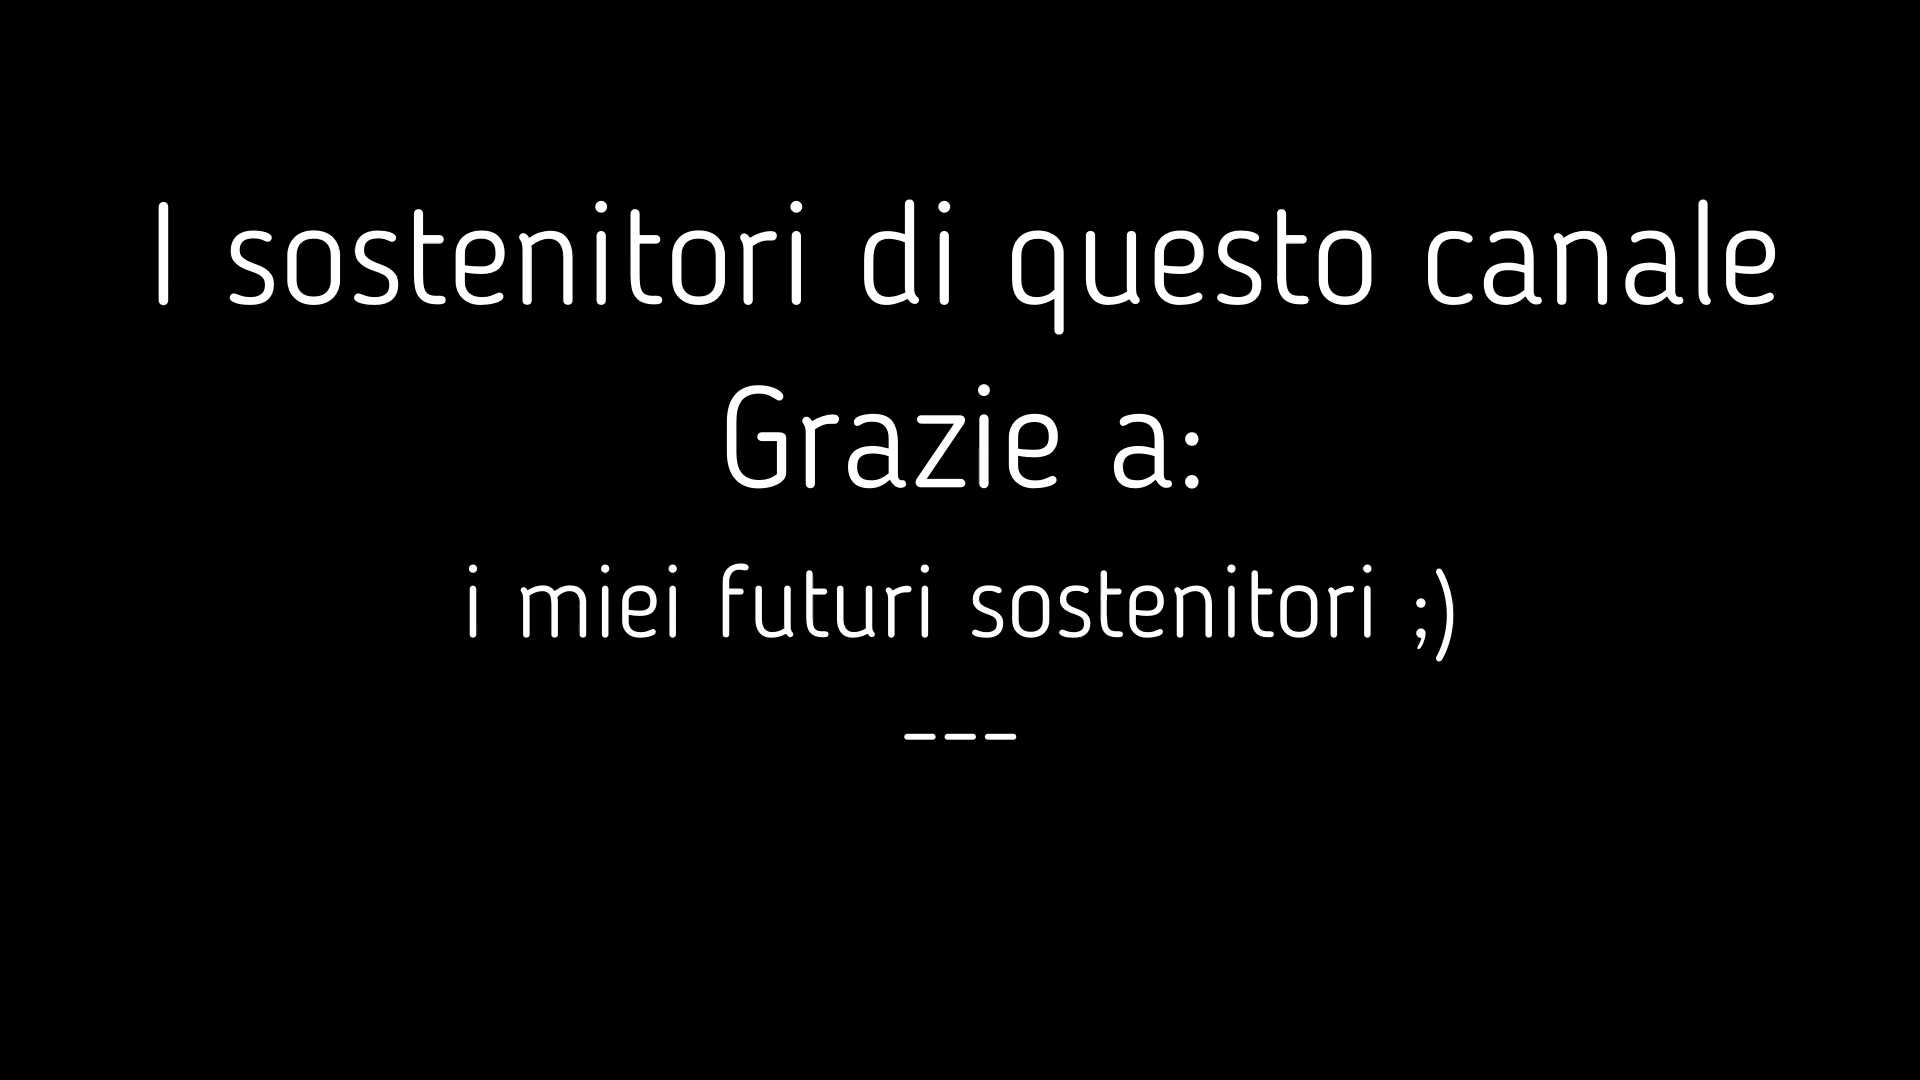 I sostenitori di questo canale
Grazie a:
i miei futuri sostenitori ;)
---